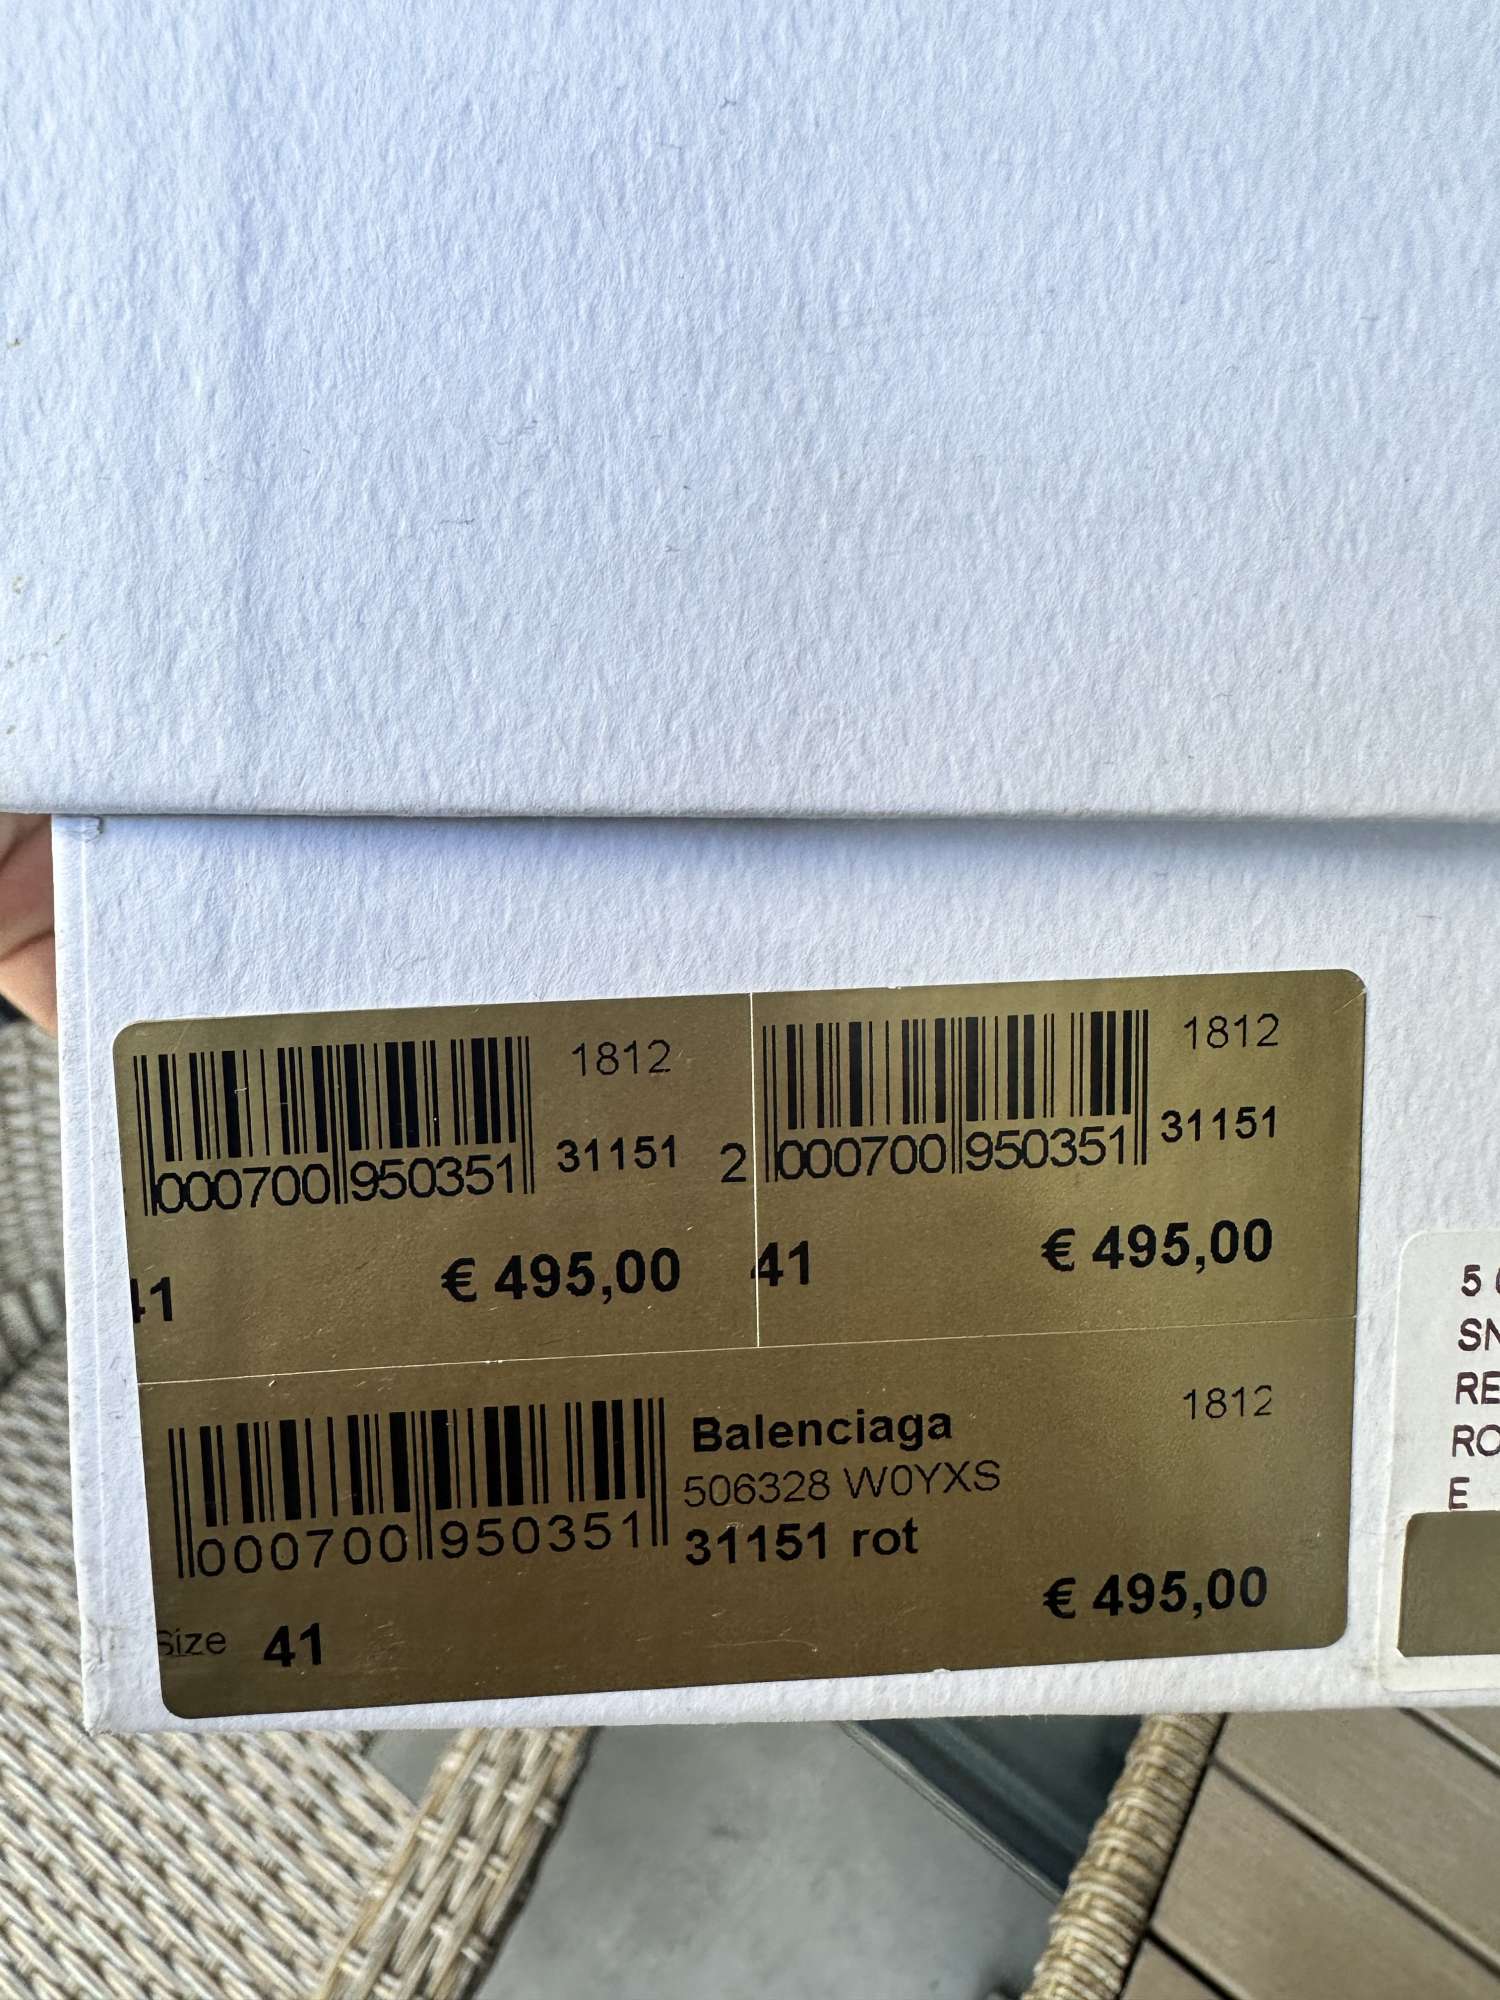 1812
000700 950351
31151
€ 495,00
41
1812
2 000700 950351
31151
€ 495,00
41
Balenciaga
1812
506328 W0YXS
000700 950351
31151 rot
€ 495,00
Size 41
5
SN
RE
RO
E